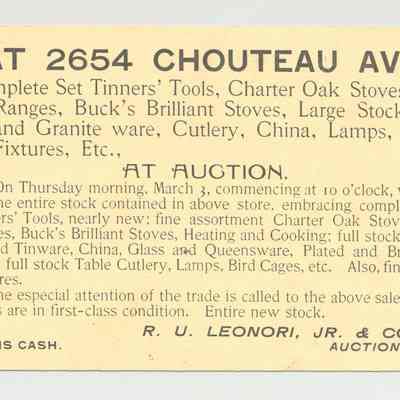 AT 2654 CHOUTEAU AV
mplete Set Tinners' Tools, Charter Oak Stoves
Ranges, Buck's Brilliant Stoves, Large Stock
and Granite ware, Cutlery, China, Lamps,
Fixtures, Etc.,
AT AUCTION.
On Thursday morning, March 3, commencing at 10 o'clock, w
he entire stock contained in above store, embracing compl
ers' Tools, nearly new: fine assortment Charter Oak Stov
es, Buck's Brilliant Stoves, Heating and Cooking; full stock
d Tinware, China, Glass and Queensware, Plated and Br
full stock Table Cutlery, Lamps, Bird Cages, etc. Also, fin
res.
he especial attention of the trade is called to the above sale
s are in first-class condition. Entire new stock.
R. U. LEONORI, JR. & CO
MS CASH. AUCTION